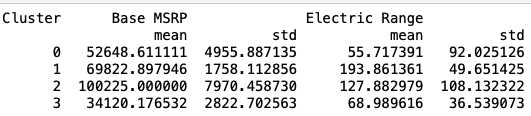 Cluster Base MSRP Electric Range
mean std mean std
0 52648.611111 4955.887135 55.717391 92.025126
1 69822.897946 1758.112856 193.861361 49.651425
2 100225.000000 7970.458730 127.882979 108.132322
3 34120.176532 2822.702563 68.989616 36.539073